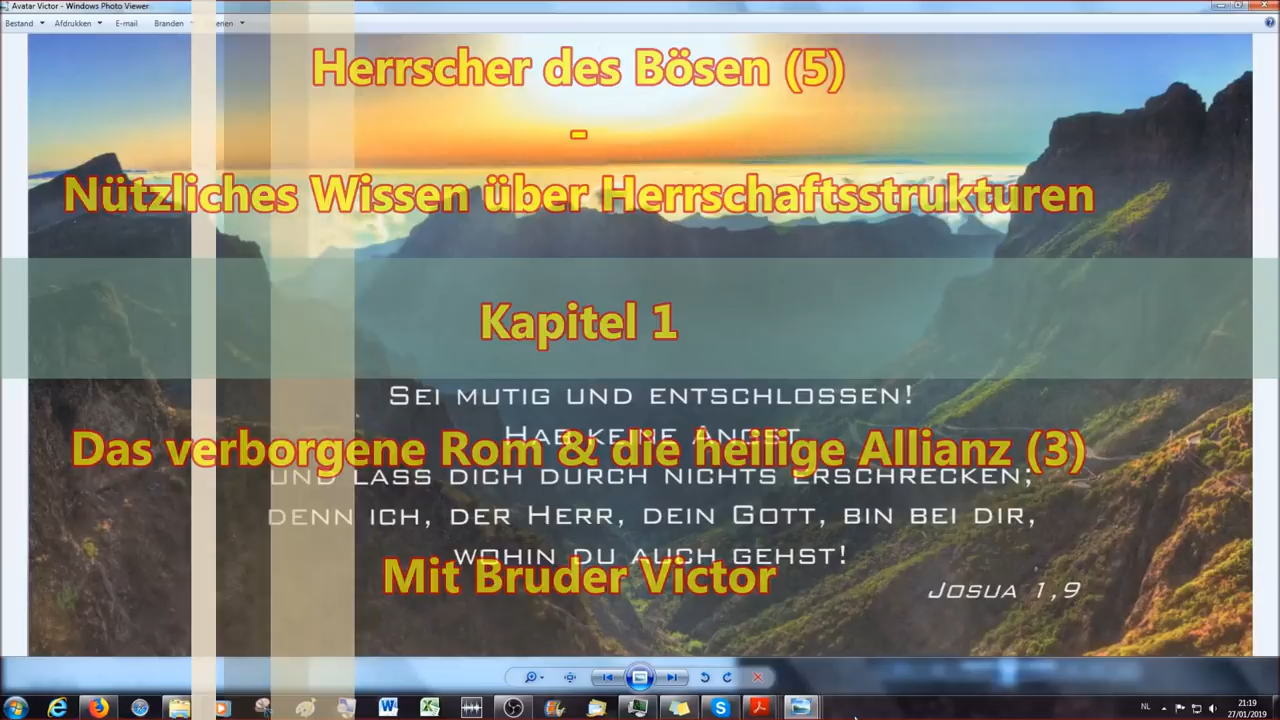 Avatar Victor - Windows Photo Viewer
Bestand Afdrukken E-mail Branden
Herrscher des Bösen (5)
-
Nützliches Wissen über Herrschaftsstrukturen
Kapitel 1
SEI MUTIG UND ENTSCHLOSSEN!
HAB KEINE ANGST
Das verborgene Rom & die heilige Allianz (3)
UND LASS DICH DURCH NICHTS ERSCHRECKEN;
DENN ICH, DER HERR, DEIN GOTT, BIN BEI DIR,
WOHIN DU AUCH GEHST!
Mit Bruder Victor
JOSUA 1,9
NL
21:19
27/01/2019